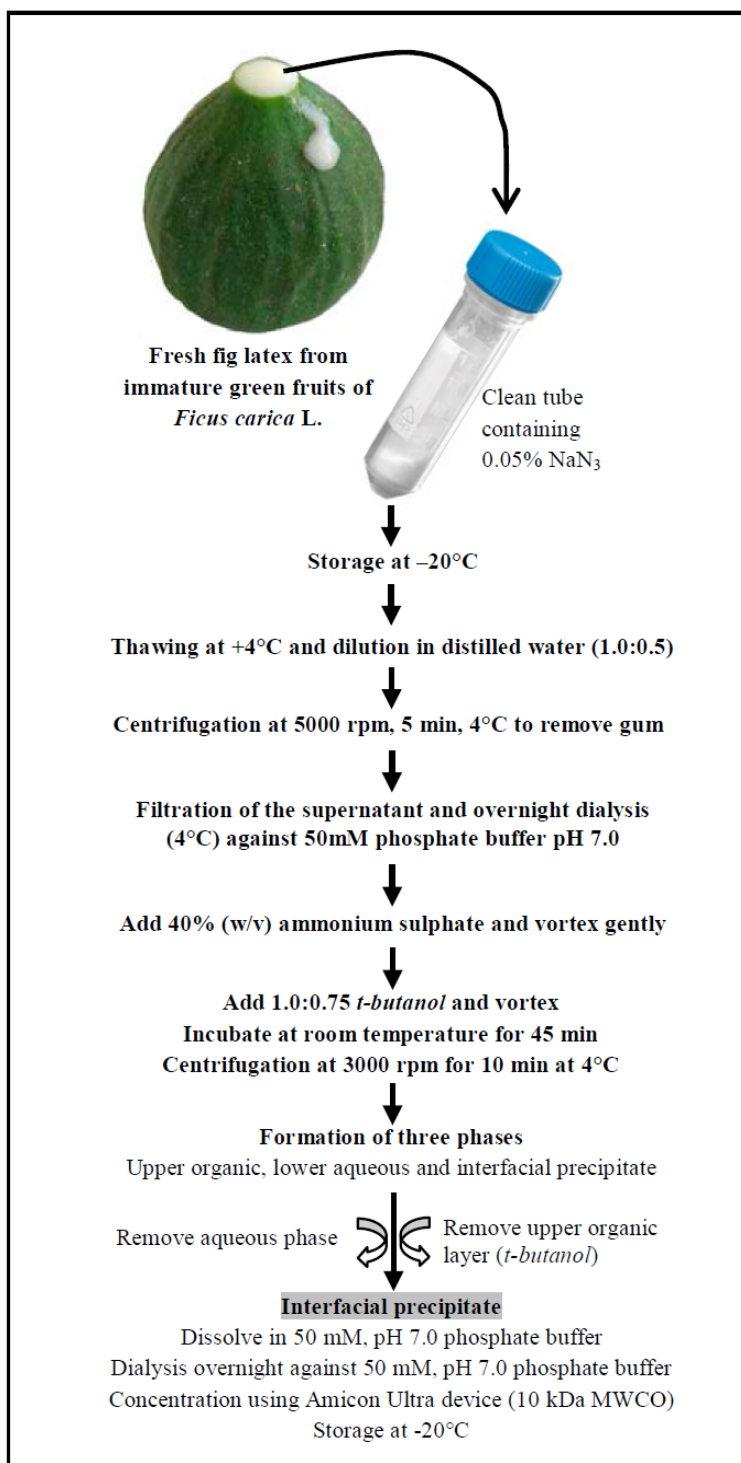 Fresh fig latex from
immature green fruits of
Ficus carica L.
Clean tube
containing
0.05% NaN₃
Storage at –20°C
Thawing at +4°C and dilution in distilled water (1.0:0.5)
Centrifugation at 5000 rpm, 5 min, 4°C to remove gum
Filtration of the supernatant and overnight dialysis
(4°C) against 50mM phosphate buffer pH 7.0
Add 40% (w/v) ammonium sulphate and vortex gently
Add 1.0:0.75 t-butanol and vortex
Incubate at room temperature for 45 min
Centrifugation at 3000 rpm for 10 min at 4°C
Formation of three phases
Upper organic, lower aqueous and interfacial precipitate
Remove aqueous phase
Remove upper organic
layer (t-butanol)
Interfacial precipitate
Dissolve in 50 mM, pH 7.0 phosphate buffer
Dialysis overnight against 50 mM, pH 7.0 phosphate buffer
Concentration using Amicon Ultra device (10 kDa MWCO)
Storage at -20°C